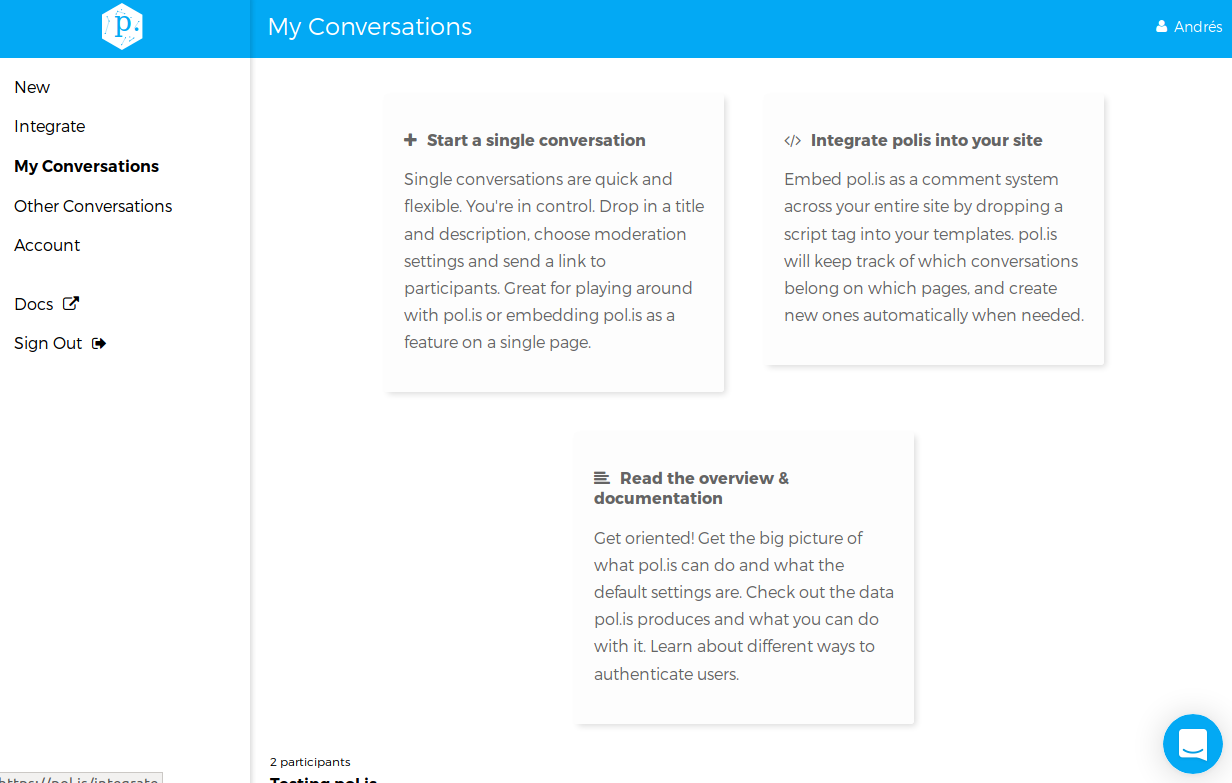 p.
My Conversations
Andrés
New
Integrate
My Conversations
Other Conversations
Account
Docs
Sign Out
Start a single conversation
Single conversations are quick and
flexible. You're in control. Drop in a title
and description, choose moderation
settings and send a link to
participants. Great for playing around
with pol.is or embedding pol.is as a
feature on a single page.
</> Integrate polis into your site
Embed pol.is as a comment system
across your entire site by dropping a
script tag into your templates. pol.is
will keep track of which conversations
belong on which pages, and create
new ones automatically when needed.
Read the overview &
documentation
Get oriented! Get the big picture of
what pol.is can do and what the
default settings are. Check out the data
pol.is produces and what you can do
with it. Learn about different ways to
authenticate users.
2 participants
Testing pol.is
https://pol.is/integrate